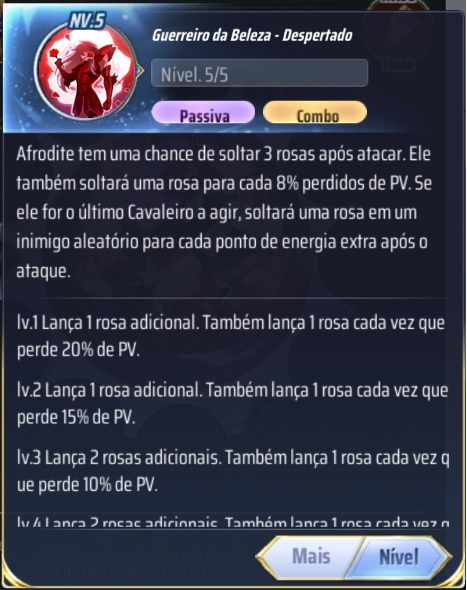 NV.5
Guerreiro da Beleza - Despertado
Nível. 5/5
Passiva
Combo
Afrodite tem uma chance de soltar 3 rosas após atacar. Ele
também soltará uma rosa para cada 8% perdidos de PV. Se
ele for o último Cavaleiro a agir, soltará uma rosa em um
inimigo aleatório para cada ponto de energia extra após o
ataque.
lv.1 Lança 1 rosa adicional. Também lança 1 rosa cada vez que
perde 20% de PV.
lv.2 Lança 1 rosa adicional. Também lança 1 rosa cada vez que
perde 15% de PV.
lv.3 Lança 2 rosas adicionais. Também lança 1 rosa cada vez q
ue perde 10% de PV.
lv.4 Lança 2 rosas adicionais. Também lança 1 rosa cada vez q
Mais
Nível